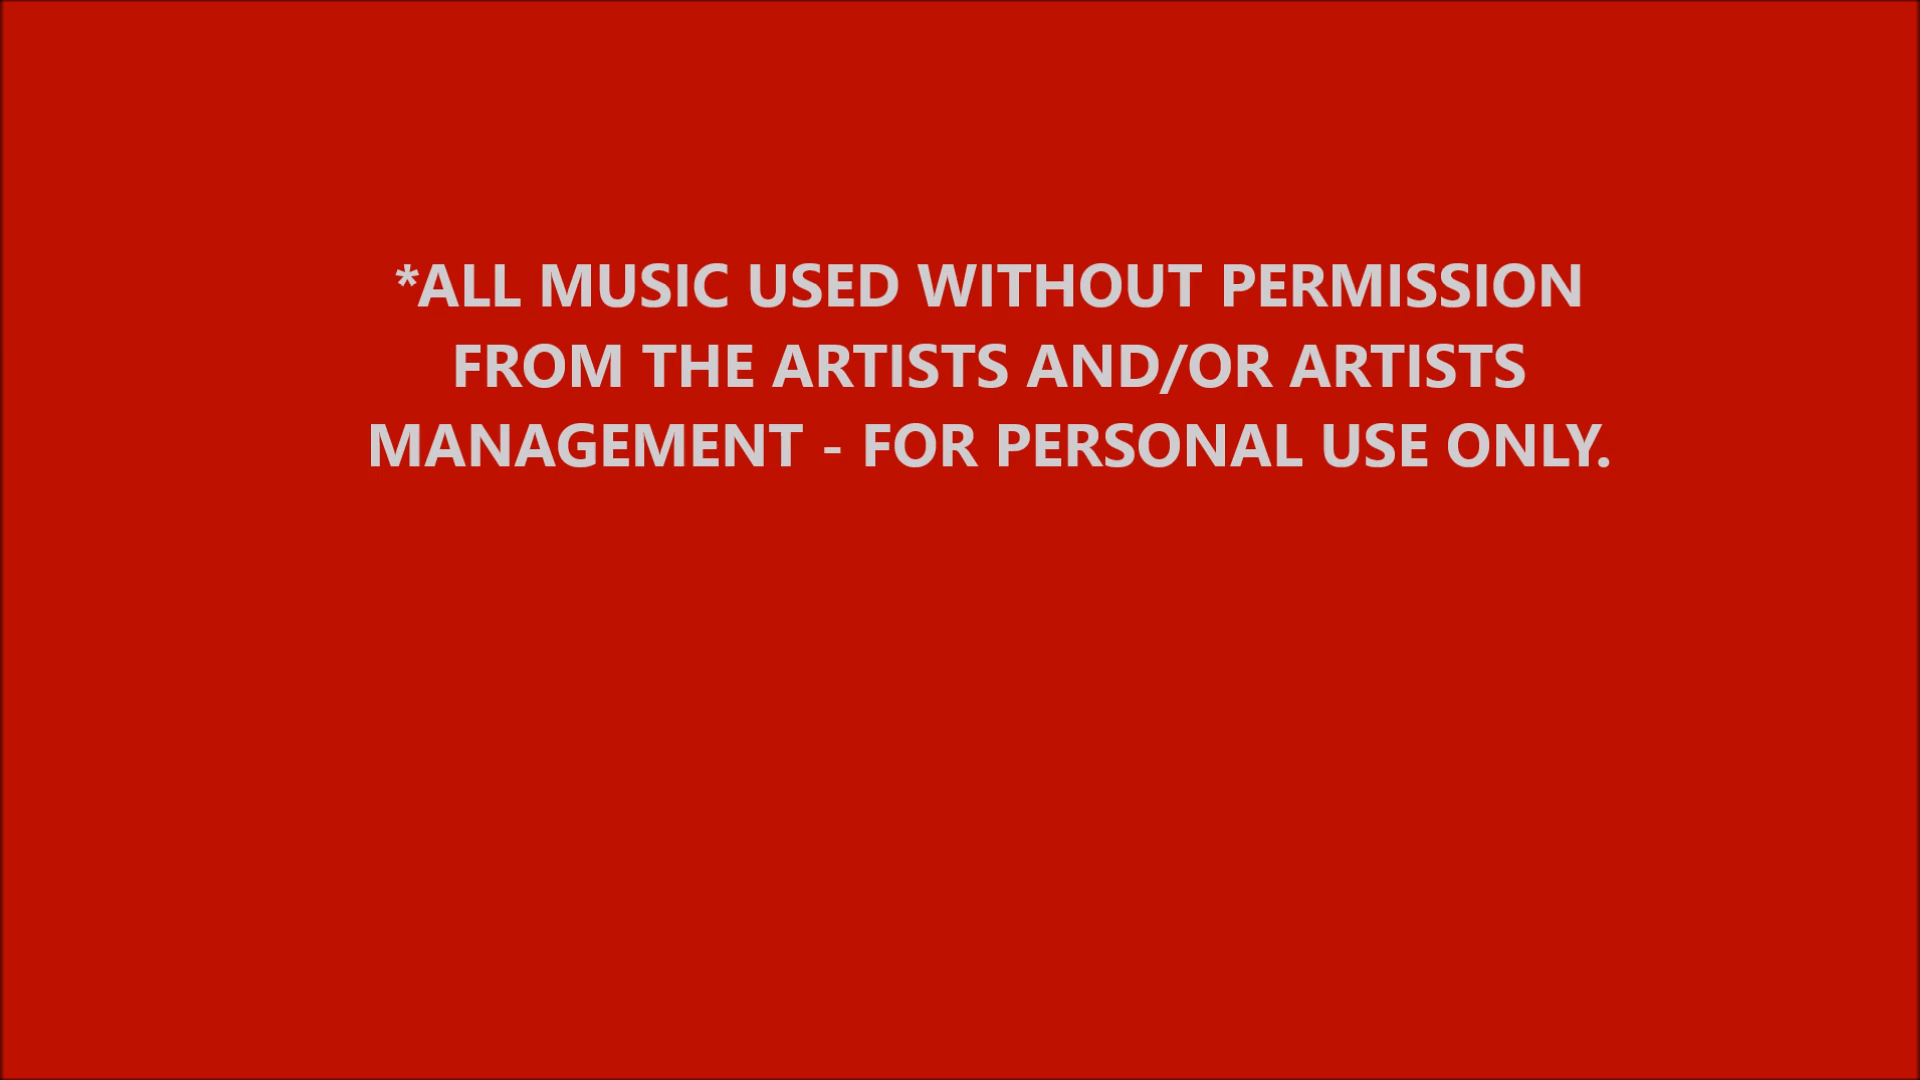 *ALL MUSIC USED WITHOUT PERMISSION
FROM THE ARTISTS AND/OR ARTISTS
MANAGEMENT - FOR PERSONAL USE ONLY.